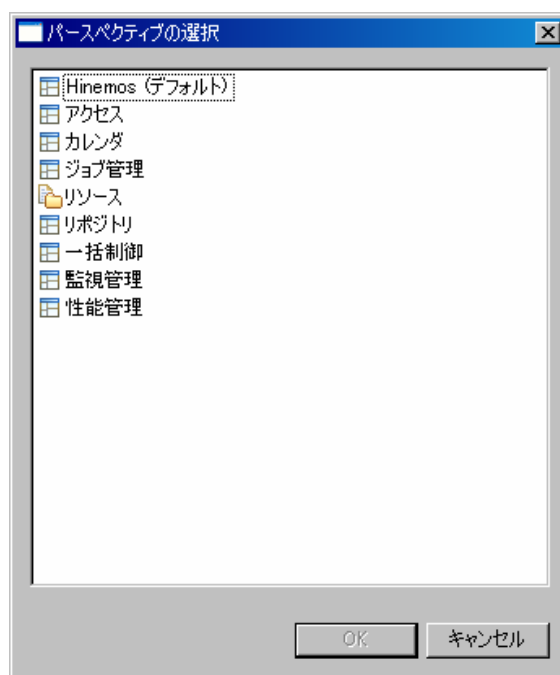 パースペクティブの選択
Hinemos (デフォルト)
アクセス
カレンダ
ジョブ管理
リソース
リポジトリ
一括制御
監視管理
性能管理
OK
キャンセル